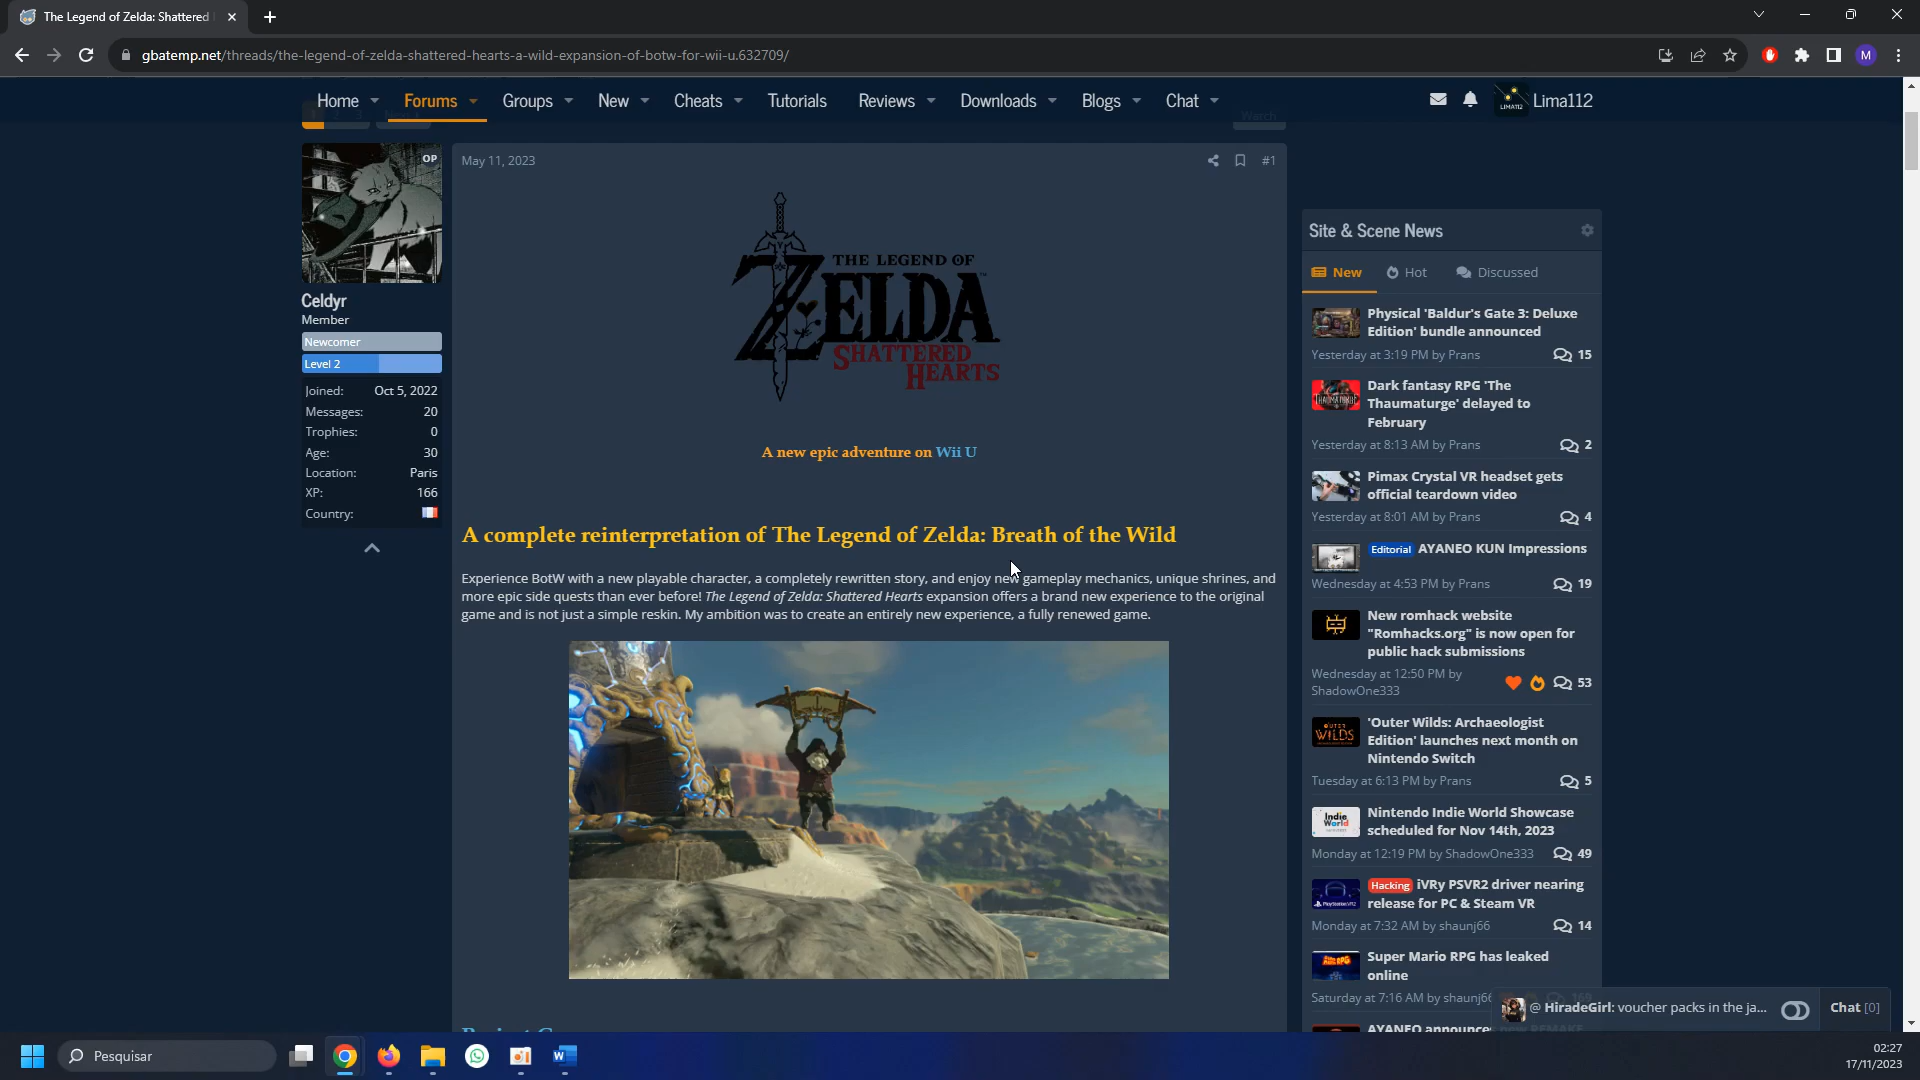 The Legend of Zelda: Shattered
gbatemp.net/threads/the-legend-of-zelda-shattered-hearts-a-wild-expansion-of-botw-for-wii-u.632709/
M
Home Forums Groups New Cheats Tutorials Reviews Downloads Blogs Chat
LIMA112 Lima112
Watch
OP
Celdyr
Member
Newcomer
Level 2
Joined: Oct 5, 2022
Messages: 20
Trophies: 0
Age: 30
Location: Paris
XP: 166
Country:
May 11, 2023 #1
THE LEGEND OF
ZELDA™
SHATTERED
HEARTS
A new epic adventure on Wii U
A complete reinterpretation of The Legend of Zelda: Breath of the Wild
Experience BotW with a new playable character, a completely rewritten story, and enjoy new gameplay mechanics, unique shrines, and
more epic side quests than ever before! The Legend of Zelda: Shattered Hearts expansion offers a brand new experience to the original
game and is not just a simple reskin. My ambition was to create an entirely new experience, a fully renewed game.
Site & Scene News
New Hot Discussed
Physical 'Baldur's Gate 3: Deluxe
Edition' bundle announced
Yesterday at 3:19 PM by Prans 15
Dark fantasy RPG 'The
Thaumaturge' delayed to
February
Yesterday at 8:13 AM by Prans 2
Pimax Crystal VR headset gets
official teardown video
Yesterday at 8:01 AM by Prans 4
Editorial AYANEO KUN Impressions
Wednesday at 4:53 PM by Prans 19
New romhack website
"Romhacks.org" is now open for
public hack submissions
Wednesday at 12:50 PM by
ShadowOne333 53
OUTER
WILDS
'Outer Wilds: Archaeologist
Edition' launches next month on
Nintendo Switch
Tuesday at 6:13 PM by Prans 5
Indie
World
Nintendo Indie World Showcase
scheduled for Nov 14th, 2023
Monday at 12:19 PM by ShadowOne333 49
Hacking iVRy PSVR2 driver nearing
release for PC & Steam VR
Monday at 7:32 AM by shaunj66 14
Super Mario RPG has leaked
online
Saturday at 7:16 AM by shaunj66
AYANEO announces new REMAKE
@ HiradeGirl: voucher packs in the ja...
Chat [0]
Pesquisar
02:27
17/11/2023